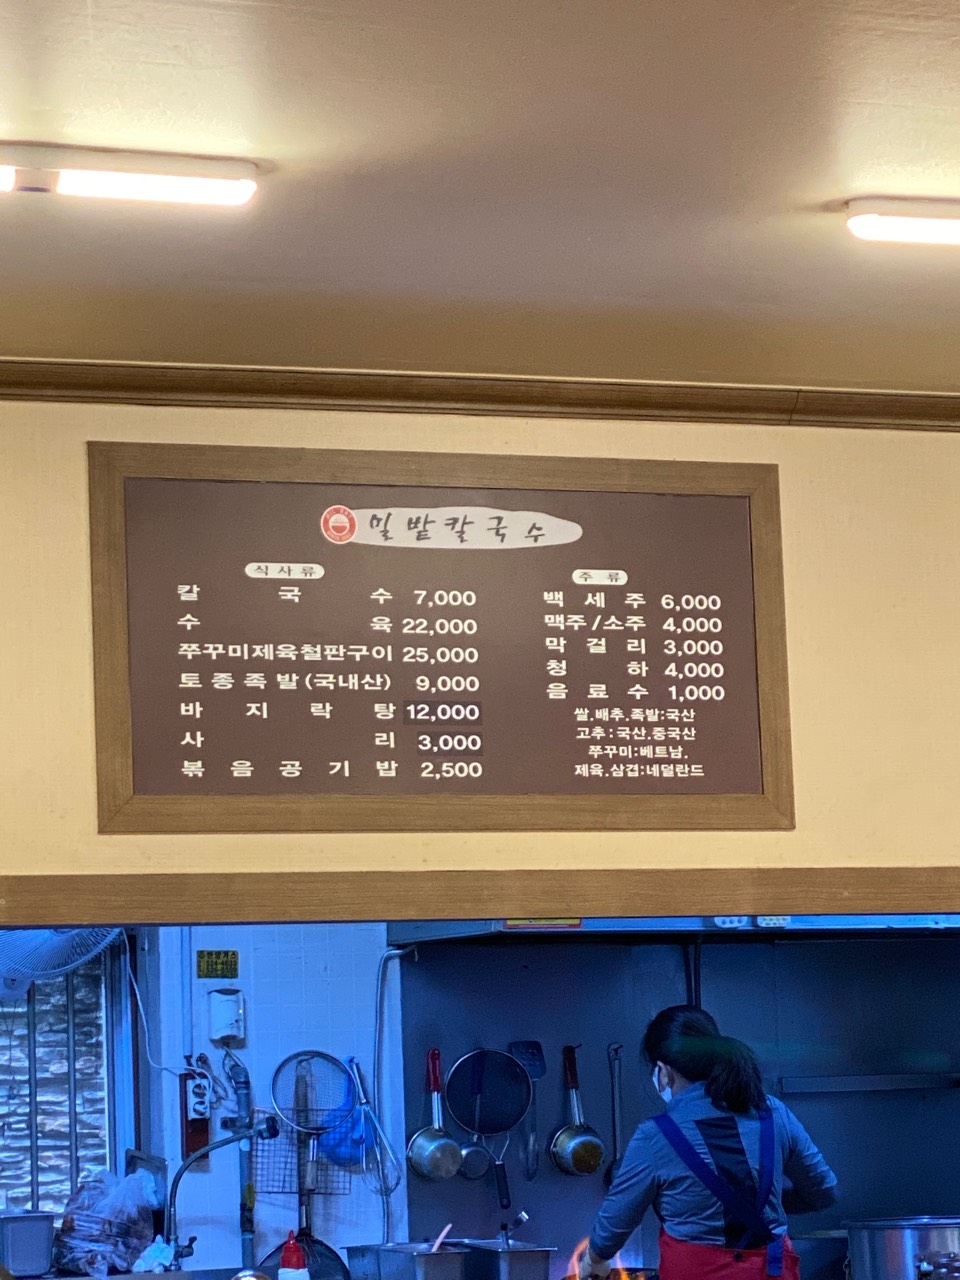 밀밭칼국수
식사류
칼국수 7,000
수육 22,000
쭈꾸미제육철판구이 25,000
토종족발(국내산) 9,000
바지락탕 12,000
사리 3,000
볶음공기밥 2,500
주류
백세주 6,000
맥주/소주 4,000
막걸리 3,000
청하 4,000
음료수 1,000
쌀.배추.족발:국산
고추:국산.중국산
쭈꾸미:베트남.
제육.삼겹:네덜란드